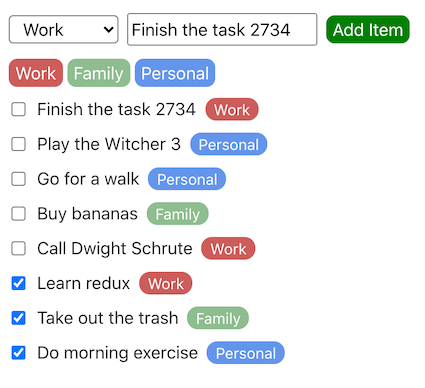 Work Finish the task 2734 Add Item
Work Family Personal
Finish the task 2734 Work
Play the Witcher 3 Personal
Go for a walk Personal
Buy bananas Family
Call Dwight Schrute Work
Learn redux Work
Take out the trash Family
Do morning exercise Personal